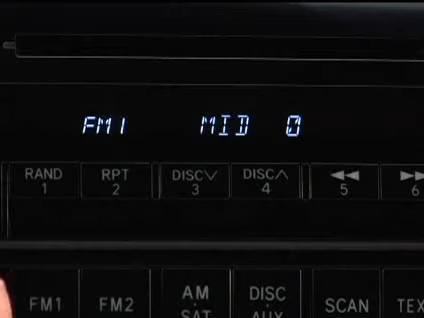 FM1 MID 0
RAND RPT DISC∨ DISC∧ ◀◀ ▶▶
1 2 3 4 5 6
FM1 FM2 AM SAT DISC AUX SCAN TEX